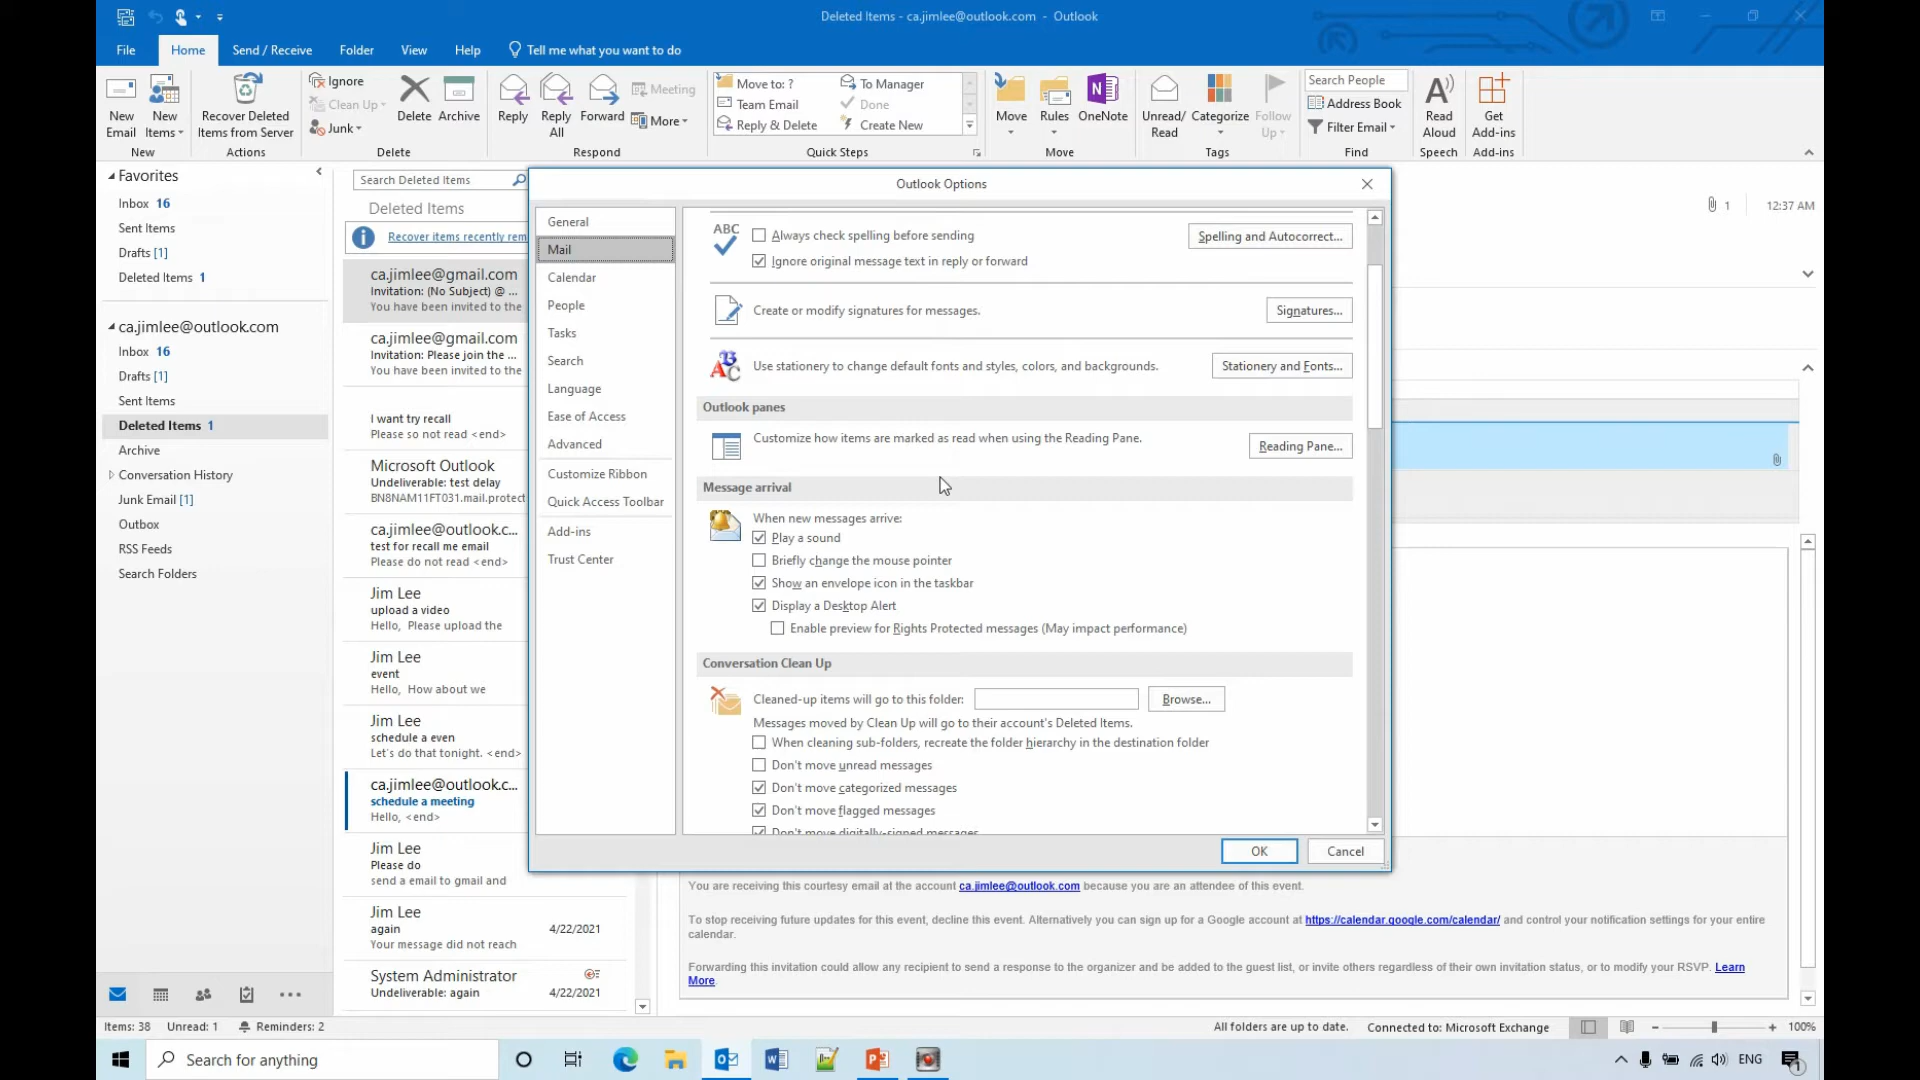 Deleted Items - ca.jimlee@outlook.com - Outlook
File Home Send / Receive Folder View Help Tell me what you want to do
New Email
New Items
New
Recover Deleted Items from Server
Actions
Ignore
Clean Up
Junk
Delete
Archive
Delete
Reply
Reply All
Forward
Meeting
More
Respond
Move to: ?
Team Email
Reply & Delete
To Manager
Done
Create New
Quick Steps
Move
Rules
OneNote
Move
Unread/ Read
Categorize
Follow Up
Tags
Search People
Address Book
Filter Email
Find
Read Aloud
Speech
Get Add-ins
Add-ins
Favorites
Inbox 16
Sent Items
Drafts [1]
Deleted Items 1
ca.jimlee@outlook.com
Inbox 16
Drafts [1]
Sent Items
Deleted Items 1
Archive
Conversation History
Junk Email [1]
Outbox
RSS Feeds
Search Folders
Search Deleted Items
Deleted Items
Recover items recently rem
ca.jimlee@gmail.com
Invitation: (No Subject) @ ...
You have been invited to the
ca.jimlee@gmail.com
Invitation: Please join the ...
You have been invited to the
I want try recall
Please so not read <end>
Microsoft Outlook
Undeliverable: test delay
BN8NAM11FT031.mail.protect
ca.jimlee@outlook.c...
test for recall me email
Please do not read <end>
Jim Lee
upload a video
Hello, Please upload the
Jim Lee
event
Hello, How about we
Jim Lee
schedule a even
Let's do that tonight. <end>
ca.jimlee@outlook.c...
schedule a meeting
Hello, <end>
Jim Lee
Please do
send a email to gmail and
Jim Lee
again 4/22/2021
Your message did not reach
System Administrator
Undeliverable: again 4/22/2021
Outlook Options
General
Mail
Calendar
People
Tasks
Search
Language
Ease of Access
Advanced
Customize Ribbon
Quick Access Toolbar
Add-ins
Trust Center
ABC
Always check spelling before sending
Spelling and Autocorrect...
Ignore original message text in reply or forward
Create or modify signatures for messages.
Signatures...
Use stationery to change default fonts and styles, colors, and backgrounds.
Stationery and Fonts...
Outlook panes
Customize how items are marked as read when using the Reading Pane.
Reading Pane...
Message arrival
When new messages arrive:
Play a sound
Briefly change the mouse pointer
Show an envelope icon in the taskbar
Display a Desktop Alert
Enable preview for Rights Protected messages (May impact performance)
Conversation Clean Up
Cleaned-up items will go to this folder:
Browse...
Messages moved by Clean Up will go to their account's Deleted Items.
When cleaning sub-folders, recreate the folder hierarchy in the destination folder
Don't move unread messages
Don't move categorized messages
Don't move flagged messages
Don't move digitally-signed messages
OK
Cancel
1 12:37 AM
You are receiving this courtesy email at the account ca.jimlee@outlook.com because you are an attendee of this event.
To stop receiving future updates for this event, decline this event. Alternatively you can sign up for a Google account at https://calendar.google.com/calendar/ and control your notification settings for your entire
calendar.
Forwarding this invitation could allow any recipient to send a response to the organizer and be added to the guest list, or invite others regardless of their own invitation status, or to modify your RSVP. Learn
More.
Items: 38 Unread: 1 Reminders: 2
All folders are up to date. Connected to: Microsoft Exchange 100%
Search for anything
ENG
1